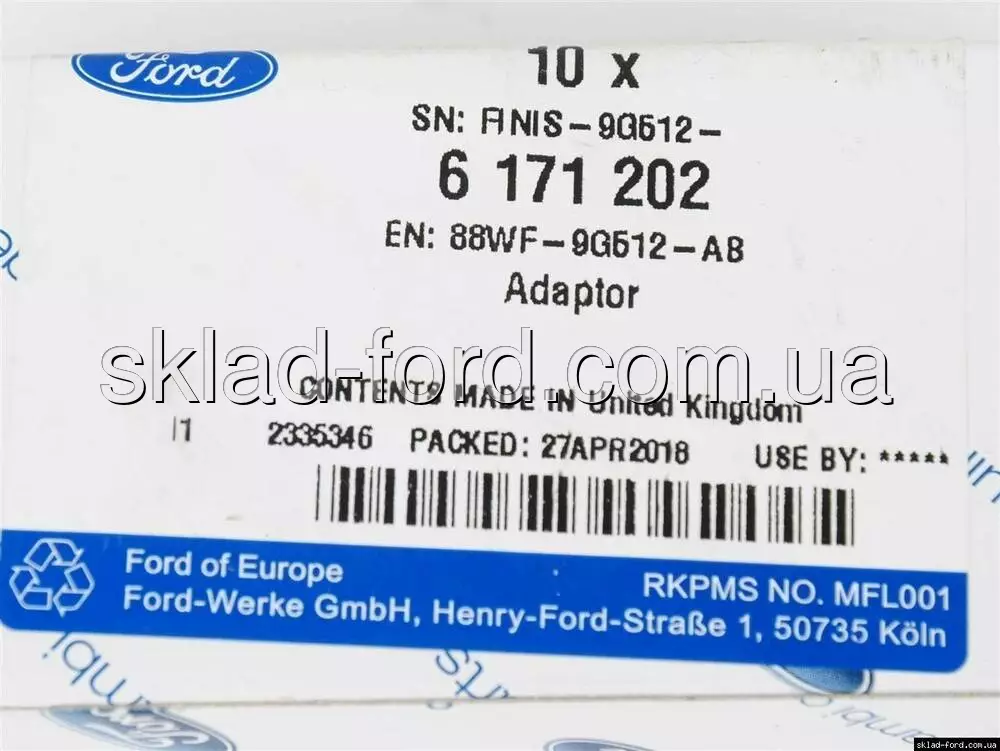 Ford
10 x
SN: FINIS-9G512-
6 171 202
EN: 88WF-9G512-AB
Adaptor
sklad-ford.com.ua
CONTENTS MADE IN United Kingdom
11 2335346 PACKED: 27APR2018 USE BY: *****
Ford of Europe
RKPMS NO. MFL001
Ford-Werke GmbH, Henry-Ford-Straße 1, 50735 Köln
sklad-ford.com.ua